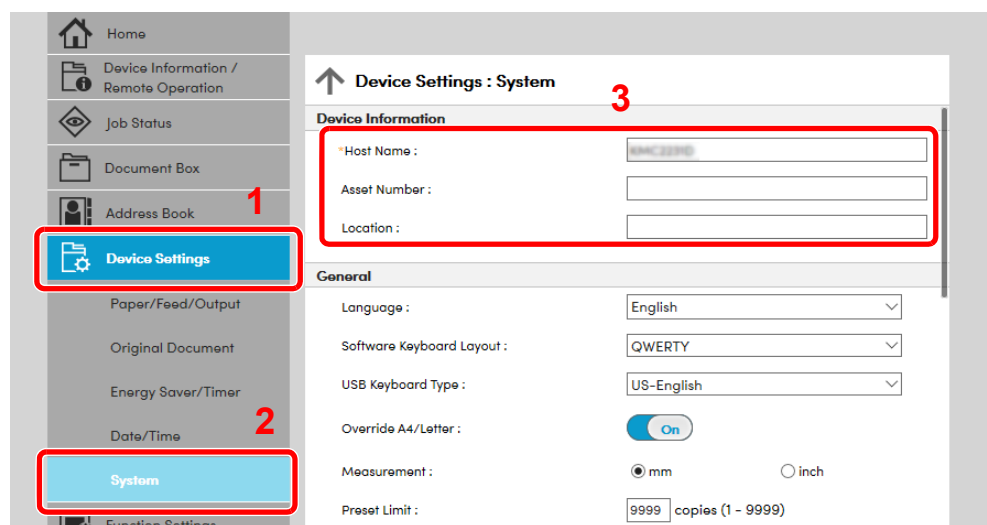 Home
Device Information /
Remote Operation
Job Status
Document Box
Address Book
1
Device Settings
Paper/Feed/Output
Original Document
Energy Saver/Timer
Date/Time
2
System
Function Settings
Device Settings : System
3
Device Information
*Host Name :
Asset Number :
Location :
General
Language : English
Software Keyboard Layout : QWERTY
USB Keyboard Type : US-English
Override A4/Letter : On
Measurement : mm inch
Preset Limit : 9999 copies (1 - 9999)